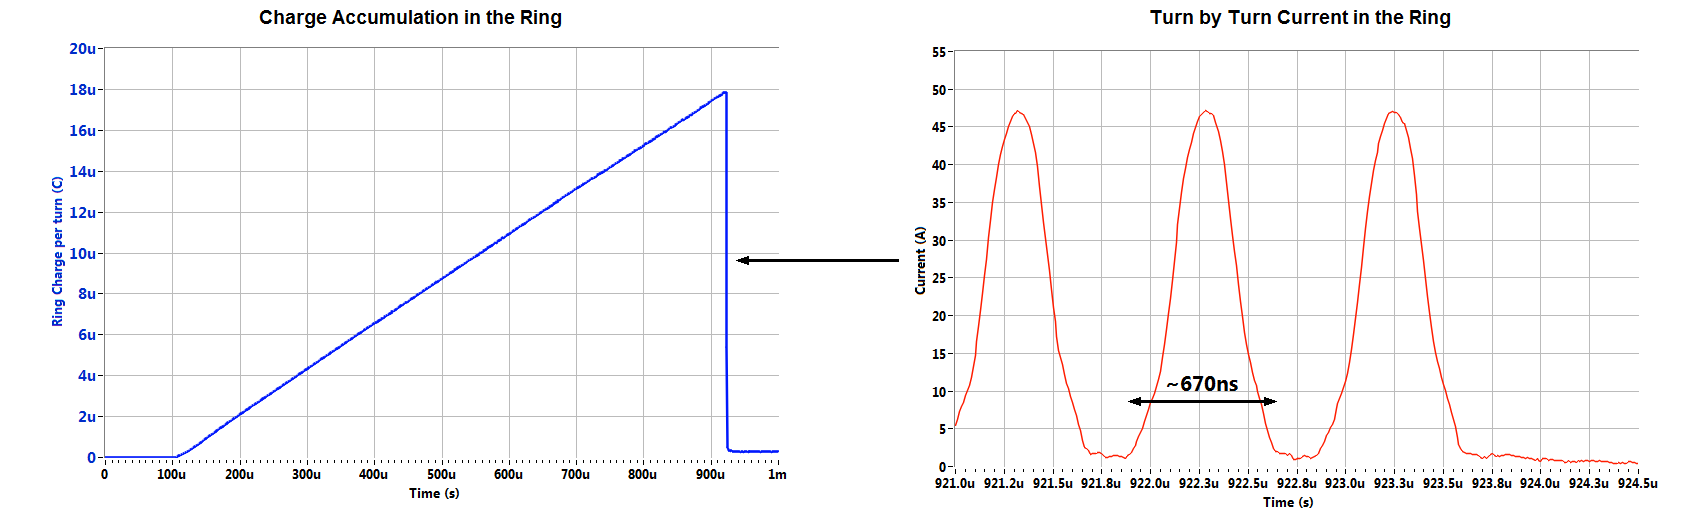 Charge Accumulation in the Ring
20u
18u
16u
14u
12u
10u
8u
6u
4u
2u
0
Ring Charge per turn (C)
0 100u 200u 300u 400u 500u 600u 700u 800u 900u 1m
Time (s)
Turn by Turn Current in the Ring
55
50
45
40
35
30
25
20
15
10
5
0
Current (A)
~670ns
921.0u 921.2u 921.5u 921.8u 922.0u 922.3u 922.5u 922.8u 923.0u 923.3u 923.5u 923.8u 924.0u 924.3u 924.5u
Time (s)